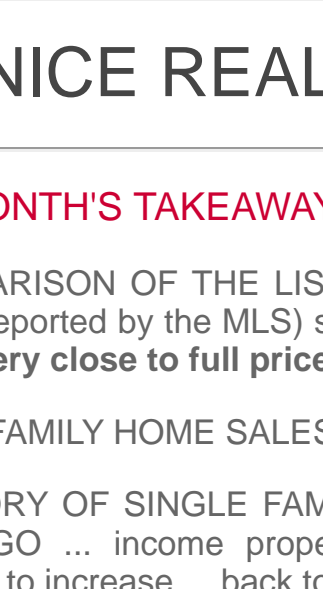 NICE REAL
ONTH'S TAKEAWAY
ARISON OF THE LIS
eported by the MLS) s
ery close to full price
FAMILY HOME SALES
ORY OF SINGLE FAM
GO ... income prope
to increase ... back to